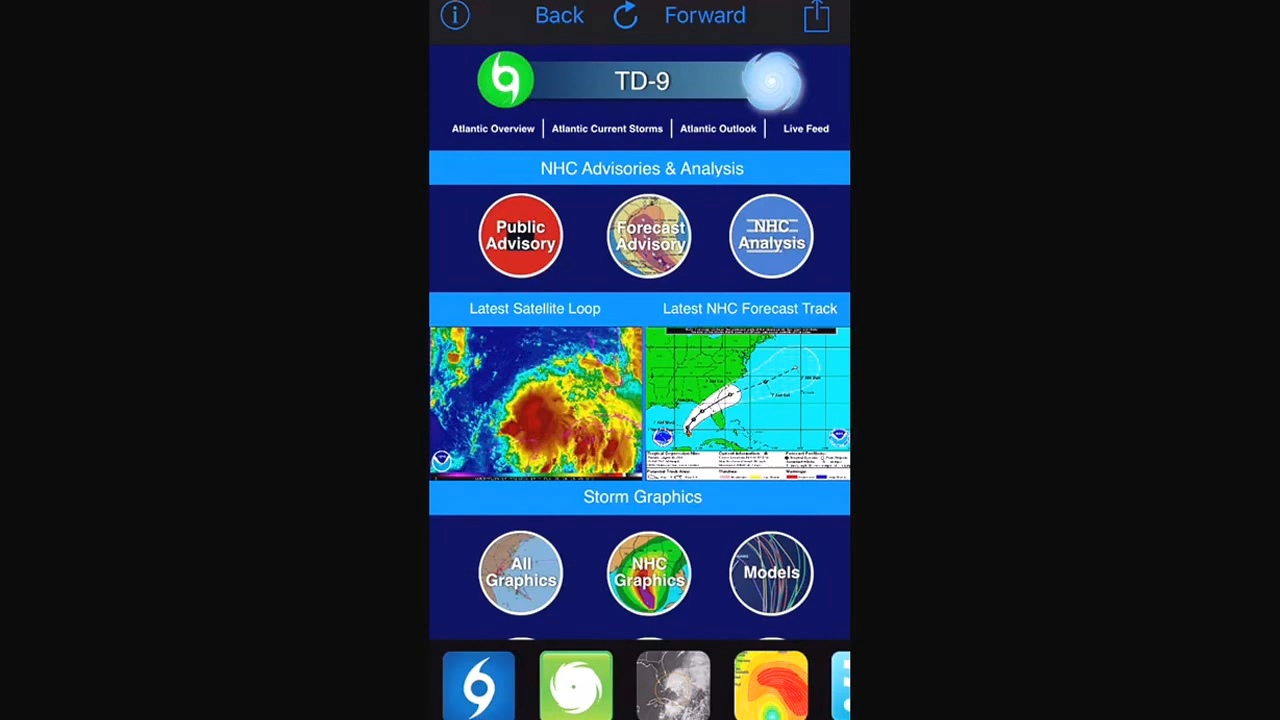 Back
Forward
TD-9
Atlantic Overview
Atlantic Current Storms
Atlantic Outlook
Live Feed
NHC Advisories & Analysis
Public
Advisory
Forecast
Advisory
NHC
Analysis
Latest Satellite Loop
Latest NHC Forecast Track
Storm Graphics
All
Graphics
NHC
Graphics
Models